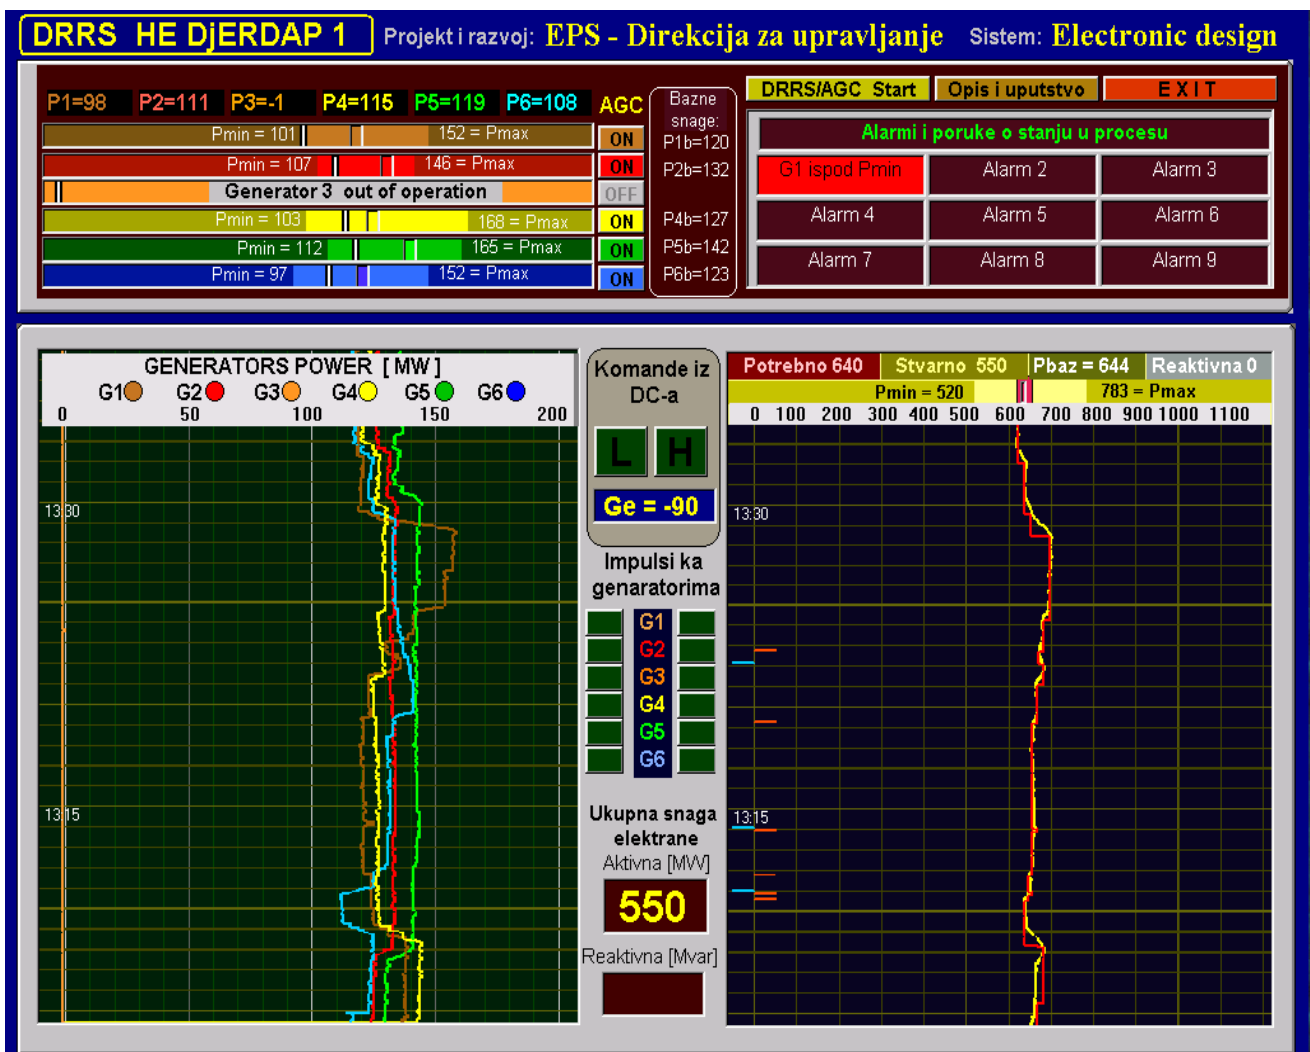 DRRS HE DjERDAP 1 Projekt i razvoj: EPS - Direkcija za upravljanje Sistem: Electronic design
P1=98 P2=111 P3=-1 P4=115 P5=119 P6=108 AGC
Pmin = 101 152 = Pmax ON
Pmin = 107 146 = Pmax ON
Generator 3 out of operation OFF
Pmin = 103 168 = Pmax ON
Pmin = 112 165 = Pmax ON
Pmin = 97 152 = Pmax ON
Bazne
snage:
P1b=120
P2b=132
P4b=127
P5b=142
P6b=123
DRRS/AGC Start Opis i uputstvo EXIT
Alarmi i poruke o stanju u procesu
G1 ispod Pmin Alarm 2 Alarm 3
Alarm 4 Alarm 5 Alarm 6
Alarm 7 Alarm 8 Alarm 9
GENERATORS POWER [ MW ]
G1 G2 G3 G4 G5 G6
0 50 100 150 200
13:30
13:15
Komande iz
DC-a
L H
Ge = -90
Impulsi ka
genaratorima
G1
G2
G3
G4
G5
G6
Ukupna snaga
elektrane
Aktivna [MW]
550
Reaktivna [Mvar]
Potrebno 640 Stvarno 550 Pbaz = 644 Reaktivna 0
Pmin = 520 783 = Pmax
0 100 200 300 400 500 600 700 800 900 1000 1100
13:30
13:15